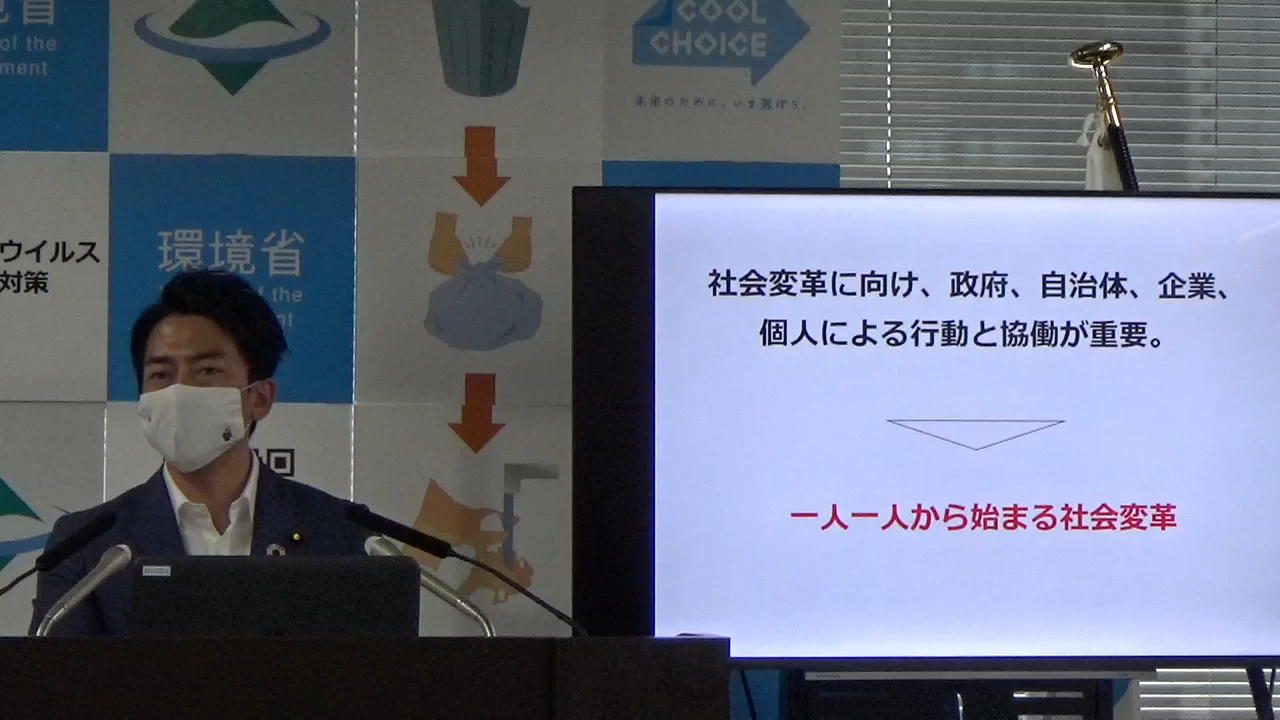 省
of the
ment
COOL
CHOICE
未来のために、いま選ぼう。
ウイルス
対策
環境省
of the
nt
社会変革に向け、政府、自治体、企業、
個人による行動と協働が重要。
一人一人から始まる社会変革